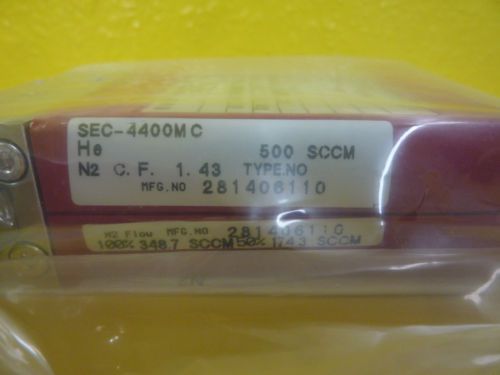 SEC-4400MC
He 500 SCCM
N2 C.F. 1.43 TYPE.NO
MFG.NO 281406110
N2 Flow MFG.NO 281406110
100% 348.7 SCCM 50% 174.3 SCCM